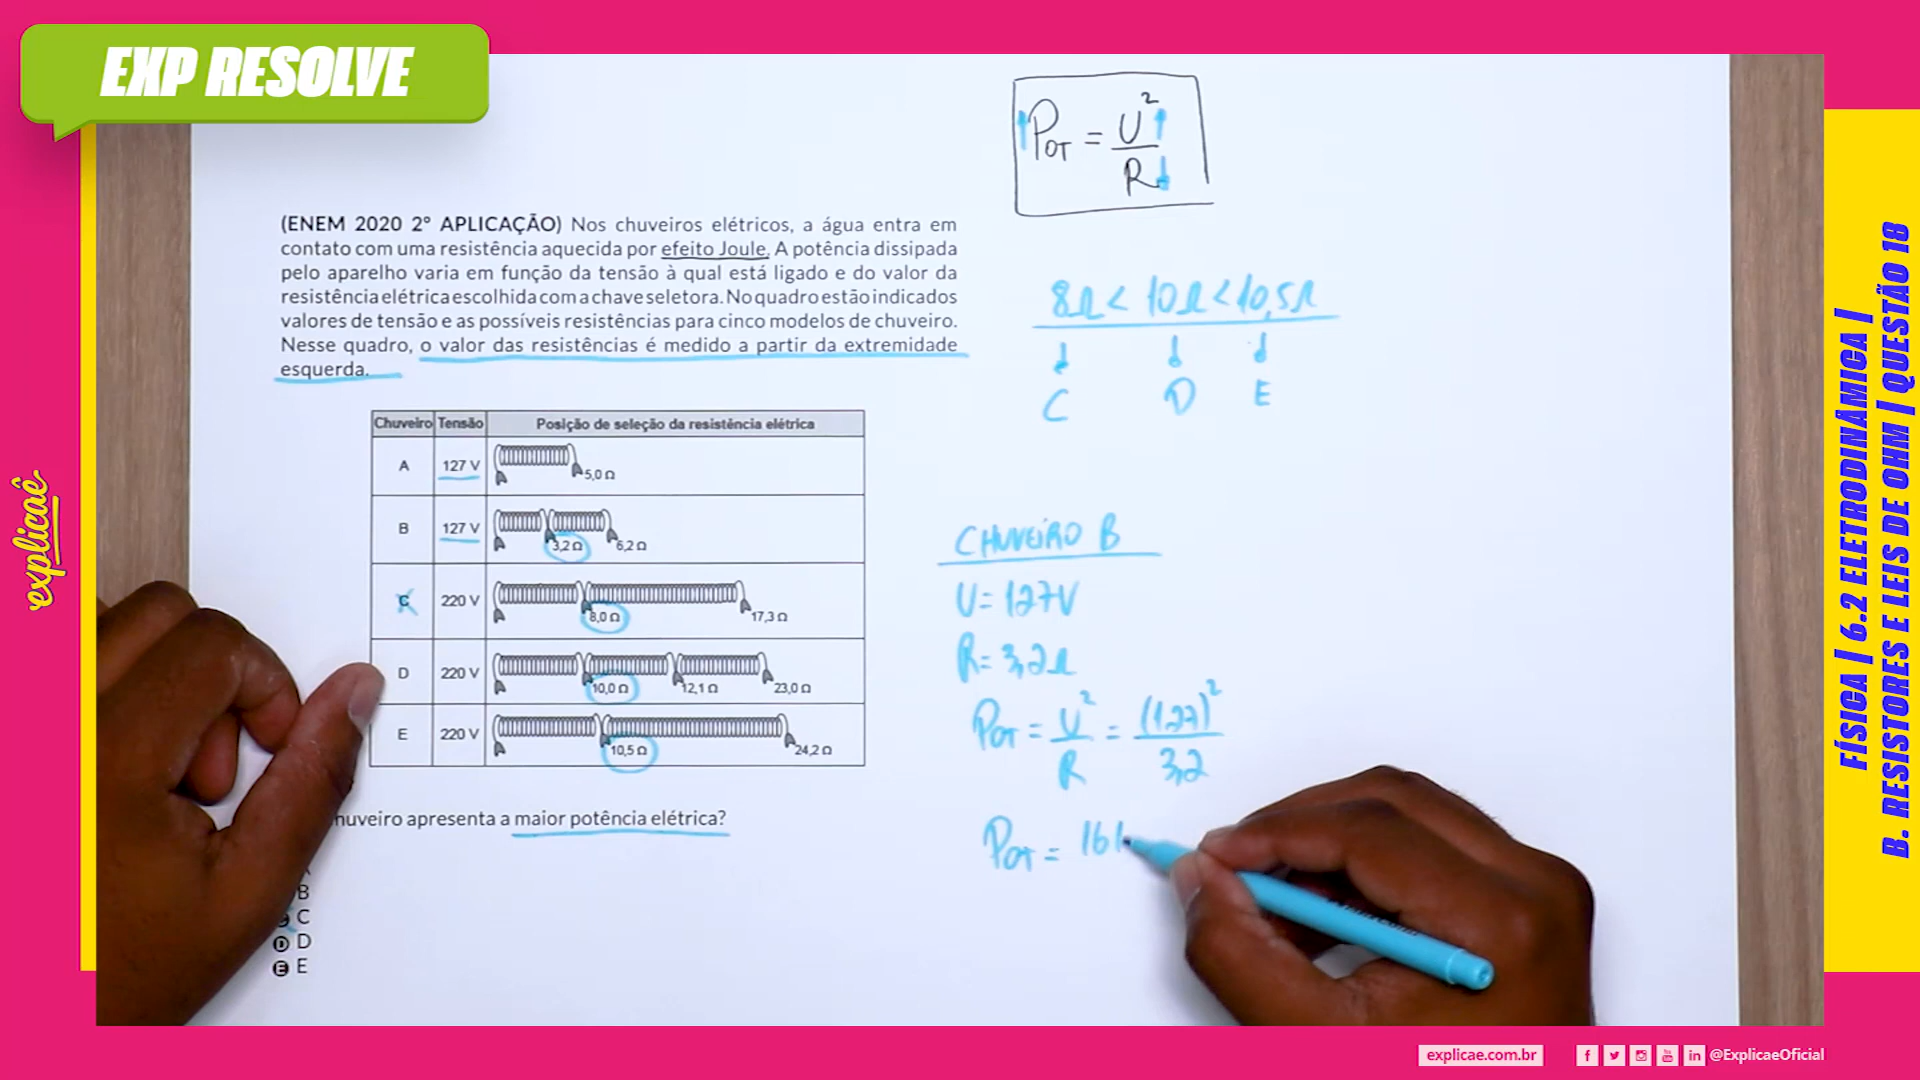 EXP RESOLVE
Pot = U²/R
(ENEM 2020 2° APLICAÇÃO) Nos chuveiros elétricos, a água entra em
contato com uma resistência aquecida por efeito Joule. A potência dissipada
pelo aparelho varia em função da tensão à qual está ligado e do valor da
resistência elétrica escolhida com a chave seletora. No quadro estão indicados
valores de tensão e as possíveis resistências para cinco modelos de chuveiro.
Nesse quadro, o valor das resistências é medido a partir da extremidade
esquerda.
8Ω < 10Ω < 10,5Ω
C D E
Chuveiro Tensão Posição de seleção da resistência elétrica
A 127 V 5,0 Ω
B 127 V 3,2 Ω 6,2 Ω
C 220 V 8,0 Ω 17,3 Ω
D 220 V 10,0 Ω 12,1 Ω 23,0 Ω
E 220 V 10,5 Ω 24,2 Ω
huveiro apresenta a maior potência elétrica?
B
C
D D
E E
CHUVEIRO B
U = 127V
R = 3,2Ω
Pot = U²/R = (127)²/3,2
Pot = 161
explicaê
FÍSICA | 6.2 ELETRODINÂMICA |
B. RESISTORES E LEIS DE OHM | QUESTÃO 18
explicae.com.br
@ExplicaeOficial